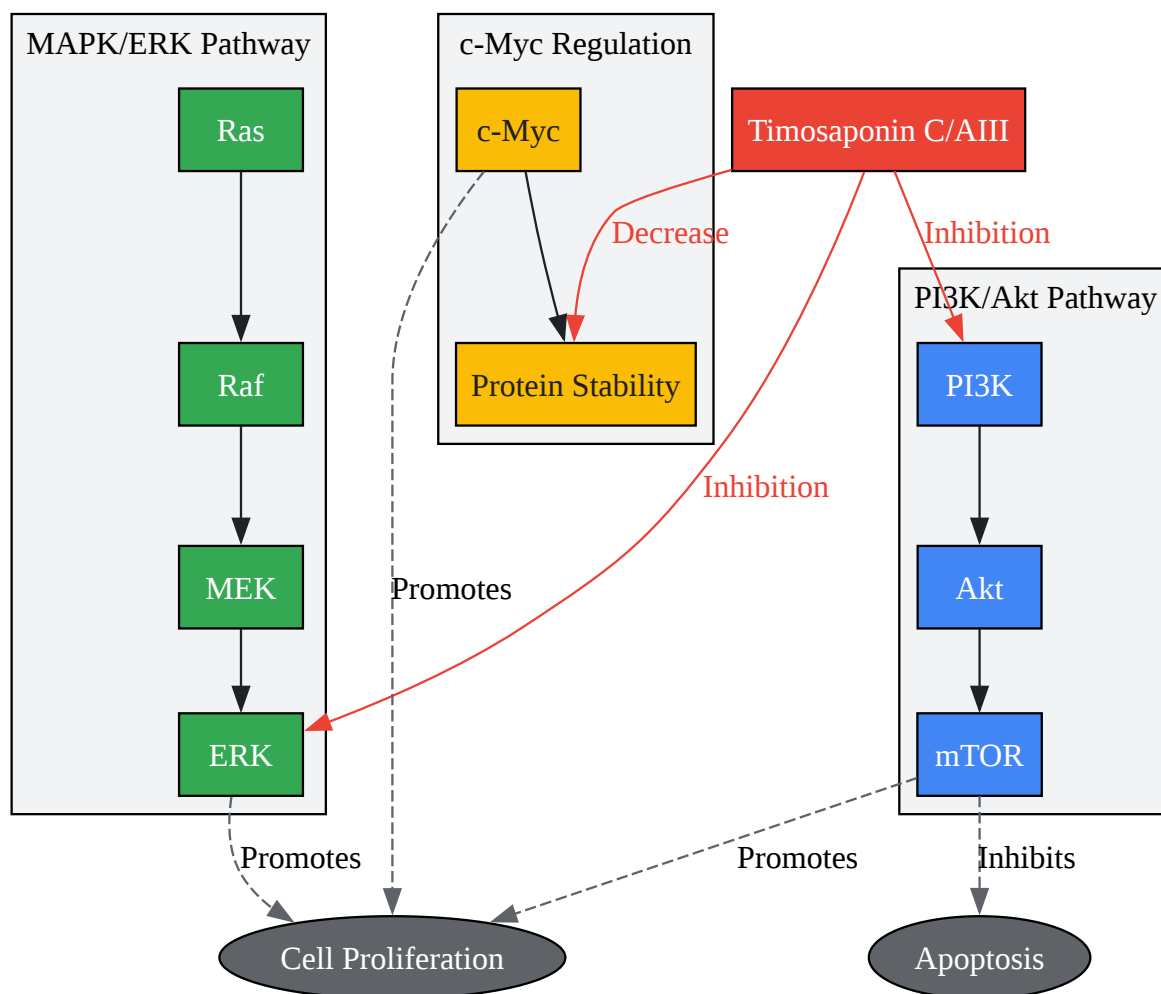 MAPK/ERK Pathway
c-Myc Regulation
Ras
c-Myc
Timosaponin C/AIII
Decrease
Inhibition
PI3K/Akt Pathway
Raf
Protein Stability
PI3K
Inhibition
MEK
Promotes
Akt
ERK
mTOR
Promotes
Promotes
Inhibits
Cell Proliferation
Apoptosis